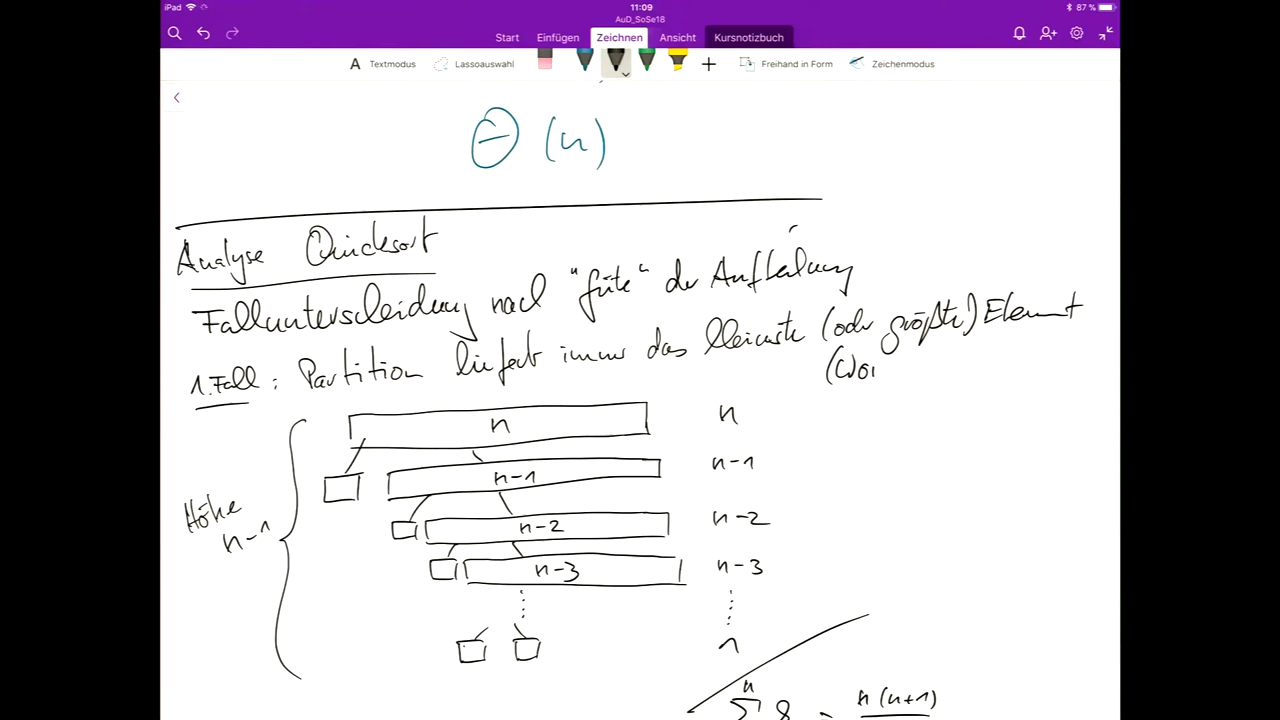 iPad 11:09 87 %
AuD_SoSe18
Start Einfügen Zeichnen Ansicht Kursnotizbuch
A Textmodus Lassoauswahl Freihand in Form Zeichenmodus
Θ (n)
Analyse Quicksort
Fallunterscheidung nach "Güte" der Aufteilung
1. Fall: Partition liefert immer das kleinste (oder größte) Element
(Wor
n n
n-1 n-1
Höhe
n-2 n-2
n-1
n-3 n-3
1
n
Σ = n(n+1)